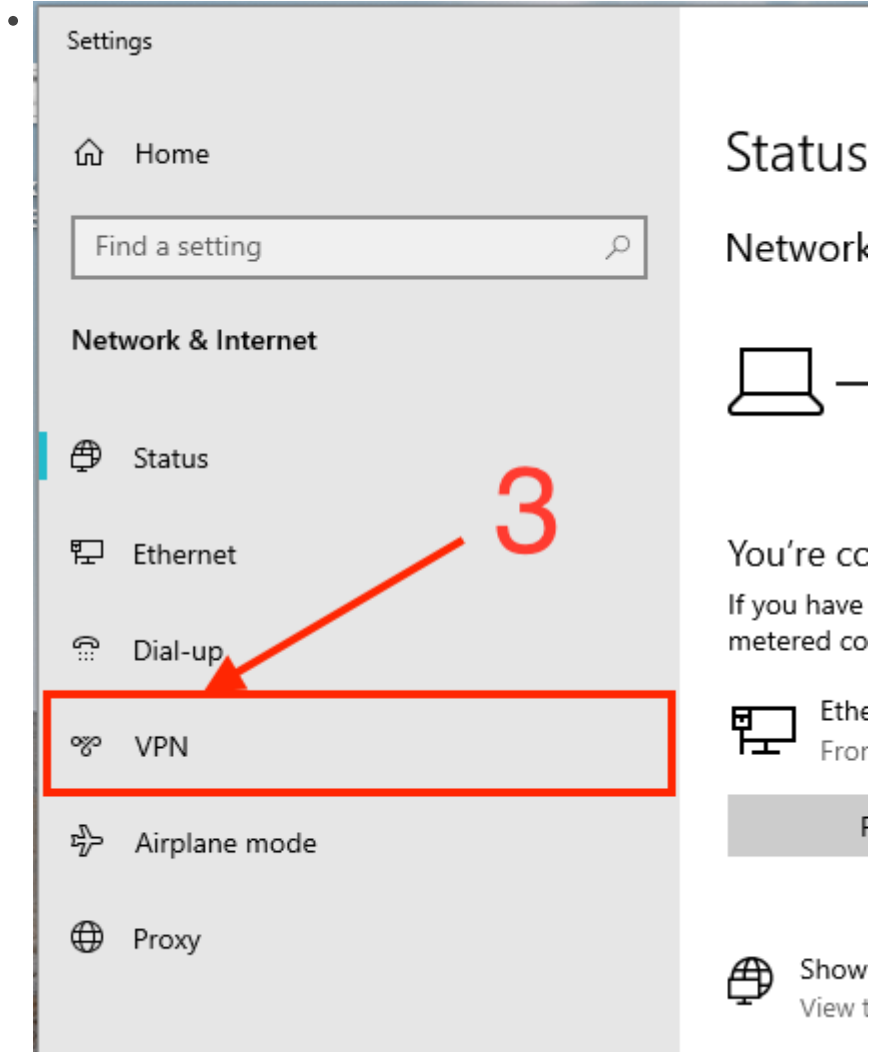 Settings
Home
Find a setting
Network & Internet
Status
Ethernet
Dial-up
VPN
Airplane mode
Proxy
3
Status
Network
You're co
If you have
metered co
Ethe
From
Show
View t